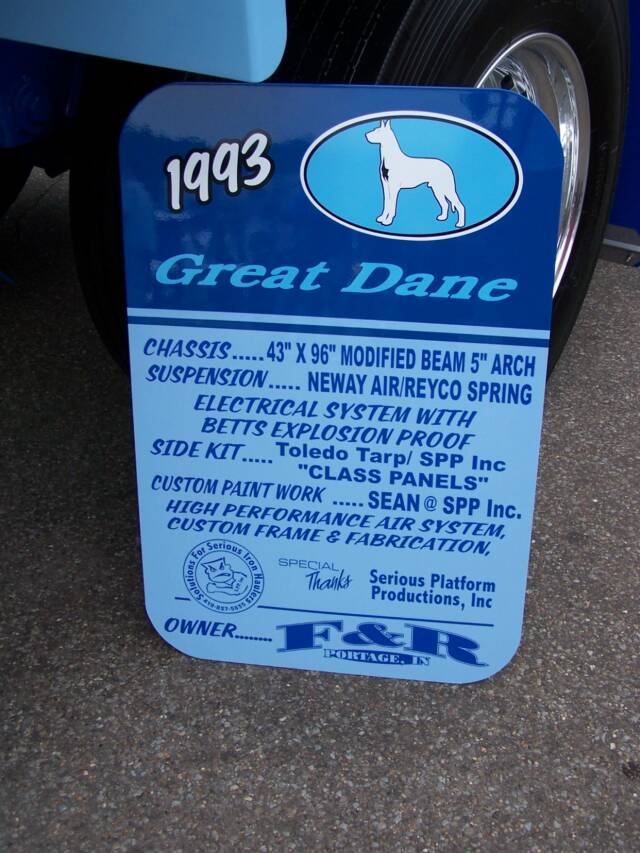 1993
Great Dane
CHASSIS.....43" X 96" MODIFIED BEAM 5" ARCH
SUSPENSION..... NEWAY AIR/REYCO SPRING
ELECTRICAL SYSTEM WITH
BETTS EXPLOSION PROOF
SIDE KIT..... Toledo Tarp/ SPP Inc
"CLASS PANELS"
CUSTOM PAINT WORK ..... SEAN @ SPP Inc.
HIGH PERFORMANCE AIR SYSTEM,
CUSTOM FRAME & FABRICATION,
Solutions For Serious Iron Haulers
SPECIAL
Thanks
Serious Platform
Productions, Inc
OWNER........ F&R
PORTAGE, IN